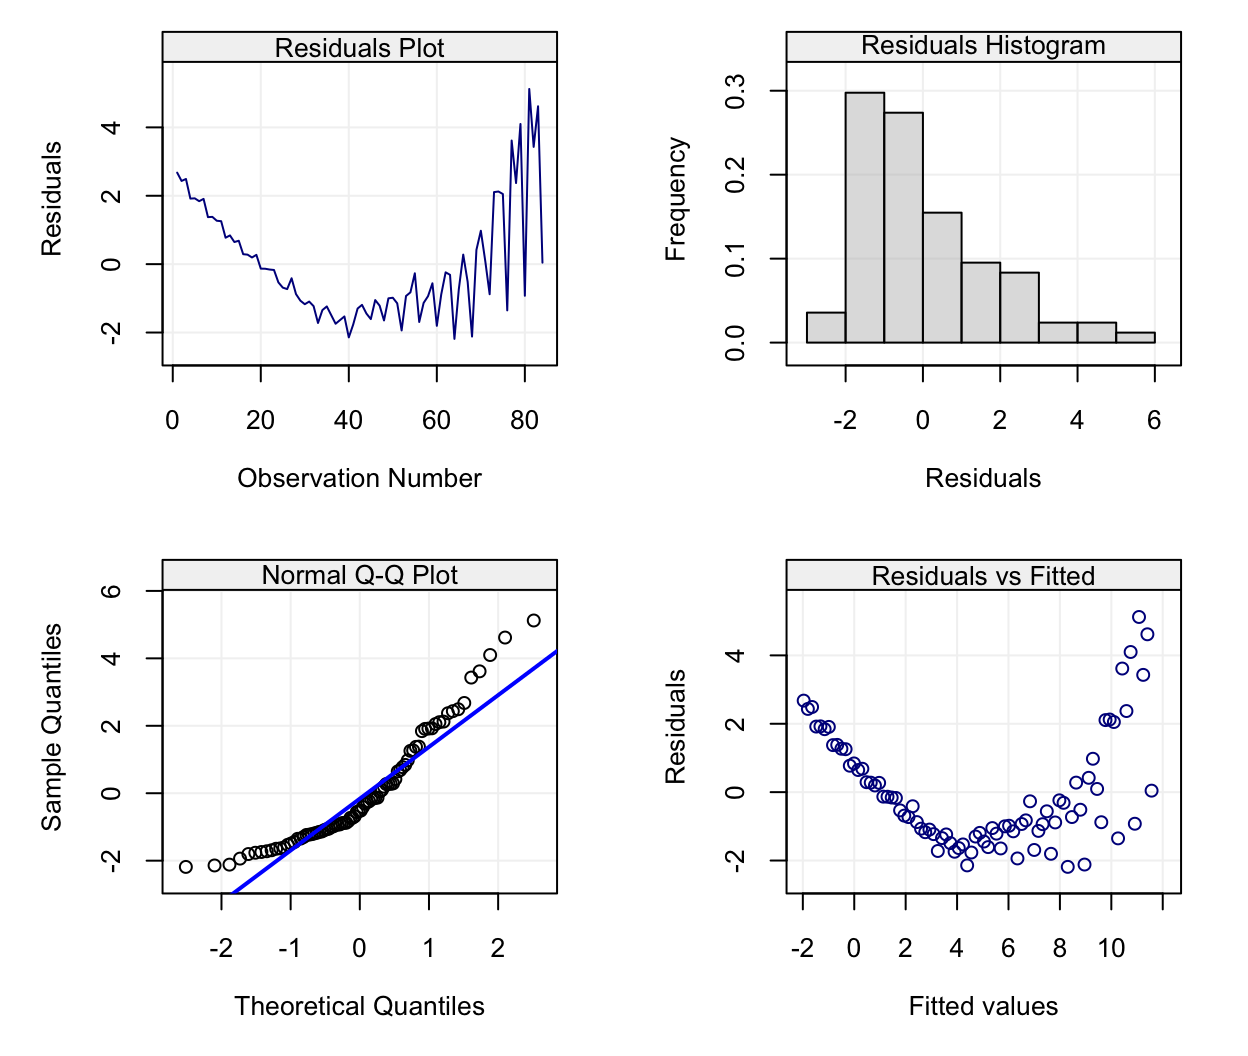 Residuals Plot
Residuals
4
2
0
-2
0 20 40 60 80
Observation Number
Residuals Histogram
Frequency
0.3
0.2
0.1
0.0
-2 0 2 4 6
Residuals
Normal Q-Q Plot
Sample Quantiles
6
4
2
0
-2
-2 -1 0 1 2
Theoretical Quantiles
Residuals vs Fitted
Residuals
4
2
0
-2
-2 0 2 4 6 8 10
Fitted values